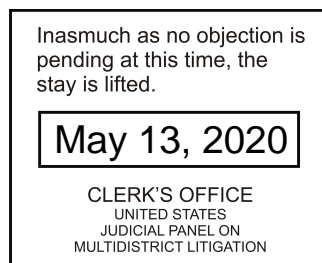 Inasmuch as no objection is
pending at this time, the
stay is lifted.
May 13, 2020
CLERK'S OFFICE
UNITED STATES
JUDICIAL PANEL ON
MULTIDISTRICT LITIGATION